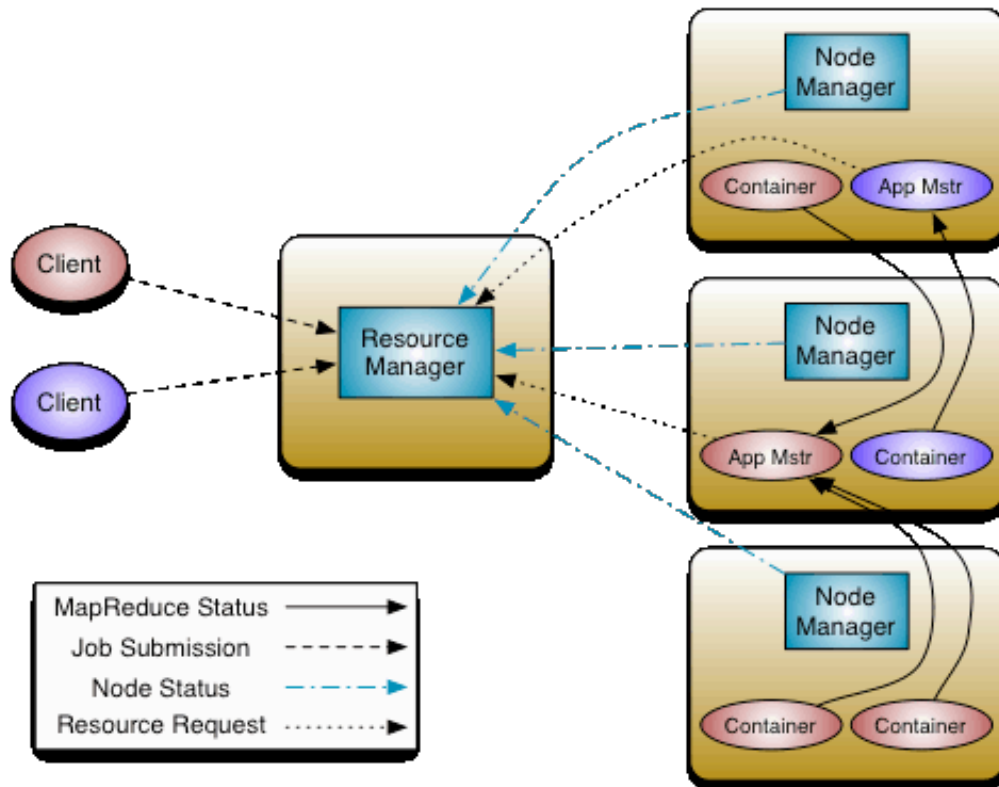 Node
Manager
Container
App Mstr
Client
Client
Resource
Manager
Node
Manager
App Mstr
Container
Node
Manager
Container
Container
MapReduce Status
Job Submission
Node Status
Resource Request